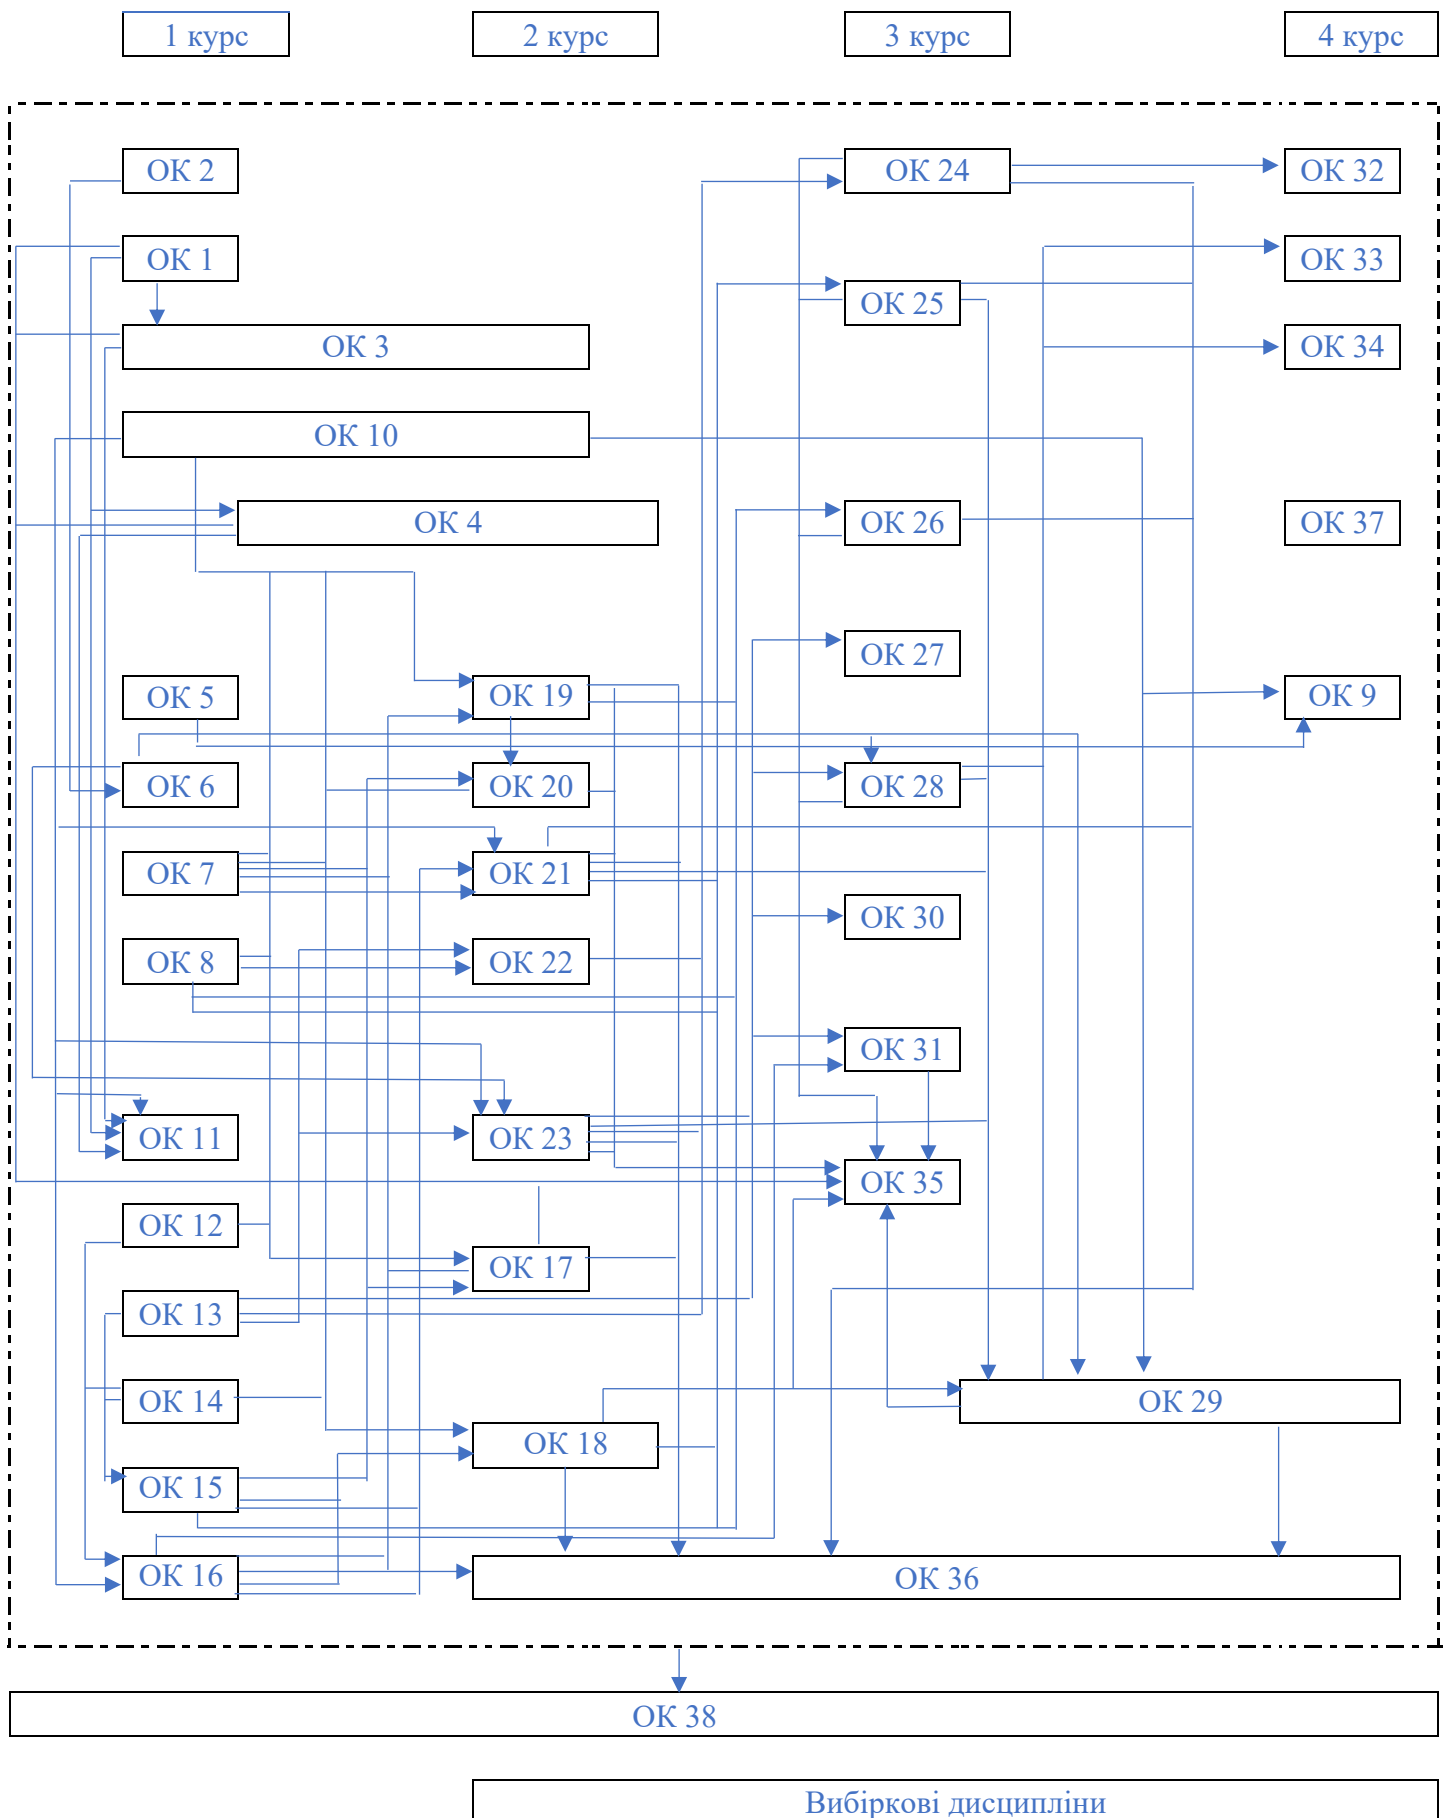 1 курс 2 курс 3 курс 4 курс
ОК 2 ОК 24 ОК 32
ОК 1 ОК 33
ОК 25
ОК 3 ОК 34
ОК 10
ОК 4 ОК 26 ОК 37
ОК 27
ОК 5 ОК 19 ОК 9
ОК 6 ОК 20 ОК 28
ОК 7 ОК 21
ОК 30
ОК 8 ОК 22
ОК 31
ОК 11 ОК 23
ОК 35
ОК 12
ОК 17
ОК 13
ОК 14 ОК 29
ОК 18
ОК 15
ОК 16 ОК 36
ОК 38
Вибіркові дисципліни